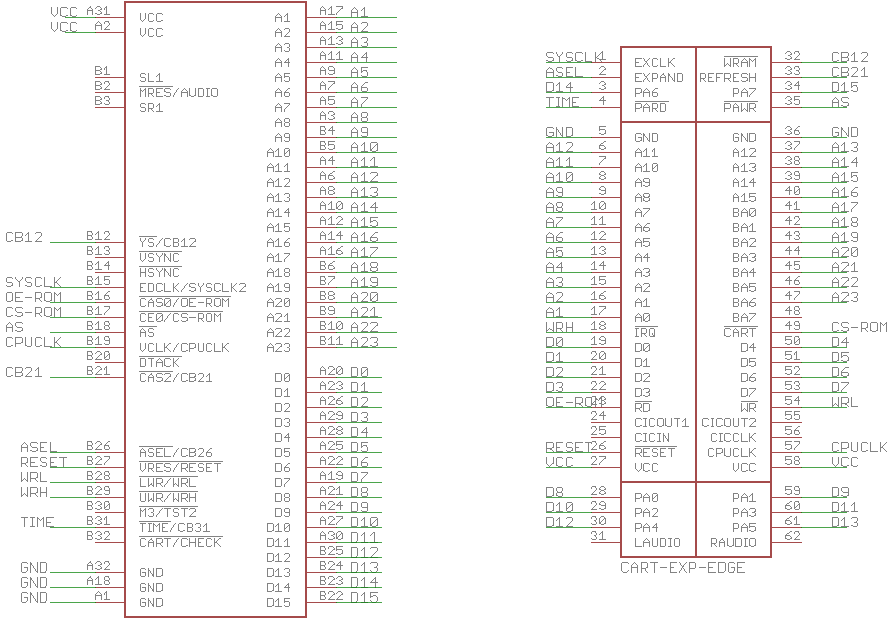 VCC A31 VCC A1 A17 A1
VCC A2 VCC A2 A15 A2
A3 A13 A3
A4 A11 A4
B1 SL1 A5 A9 A5
B2 MRES/AUDIO A6 A7 A6
B3 SR1 A7 A5 A7
A8 A3 A8
A9 B4 A9
A10 B5 A10
A11 A4 A11
A12 A6 A12
A13 A8 A13
A14 A10 A14
A15 A12 A15
CB12 B12 YS/CB12 A16 A14 A16
B13 VSYNC A17 A16 A17
B14 HSYNC A18 B6 A18
SYSCLK B15 EDCLK/SYSCLK2 A19 B7 A19
OE-ROM B16 CAS0/OE-ROM A20 B8 A20
CS-ROM B17 CE0/CS-ROM A21 B9 A21
AS B18 AS A22 B10 A22
CPUCLK B19 VCLK/CPUCLK A23 B11 A23
B20 DTACK
CB21 B21 CAS2/CB21 D0 A20 D0
D1 A23 D1
D2 A26 D2
D3 A29 D3
D4 A28 D4
ASEL B26 ASEL/CB26 D5 A25 D5
RESET B27 VRES/RESET D6 A22 D6
WRL B28 LWR/WRL D7 A19 D7
WRH B29 UWR/WRH D8 A21 D8
B30 M3/TST2 D9 A24 D9
TIME B31 TIME/CB31 D10 A27 D10
B32 CART/CHECK D11 A30 D11
D12 B25 D12
GND A32 GND D13 B24 D13
GND A18 GND D14 B23 D14
GND A1 GND D15 B22 D15
SYSCLK 1 EXCLK WRAM 32 CB12
ASEL 2 EXPAND REFRESH 33 CB21
D14 3 PA6 PA7 34 D15
TIME 4 PARD PAWR 35 AS
GND 5 GND GND 36 GND
A12 6 A11 A12 37 A13
A11 7 A10 A13 38 A14
A10 8 A9 A14 39 A15
A9 9 A8 A15 40 A16
A8 10 A7 BA0 41 A17
A7 11 A6 BA1 42 A18
A6 12 A5 BA2 43 A19
A5 13 A4 BA3 44 A20
A4 14 A3 BA4 45 A21
A3 15 A2 BA5 46 A22
A2 16 A1 BA6 47 A23
A1 17 A0 BA7 48
WRH 18 IRQ CART 49 CS-ROM
D0 19 D0 D4 50 D4
D1 20 D1 D5 51 D5
D2 21 D2 D6 52 D6
D3 22 D3 D7 53 D7
OE-ROM 23 RD WR 54 WRL
24 CICOUT1 CICOUT2 55
25 CICIN CICCLK 56
RESET 26 RESET CPUCLK 57 CPUCLK
VCC 27 VCC VCC 58 VCC
D8 28 PA0 PA1 59 D9
D10 29 PA2 PA3 60 D11
D12 30 PA4 PA5 61 D13
31 LAUDIO RAUDIO 62
CART-EXP-EDGE